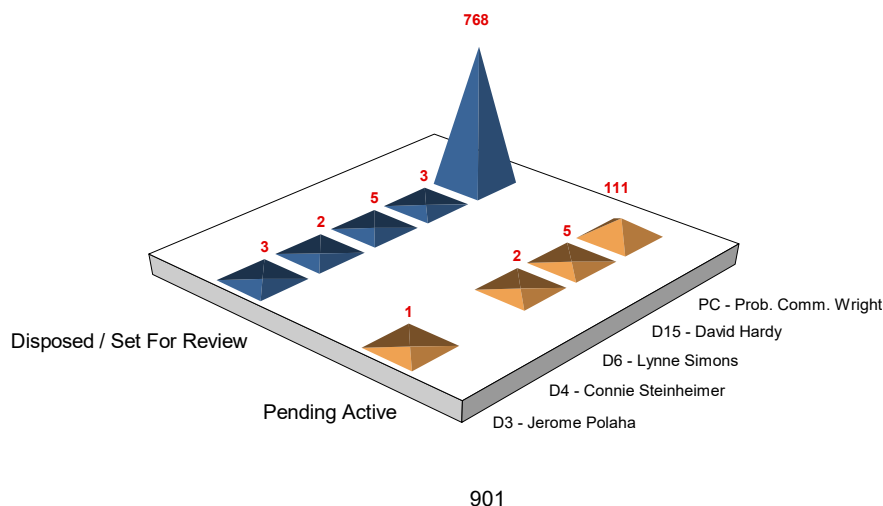 768
3
111
5
2
5
3
2
1
PC - Prob. Comm. Wright
D15 - David Hardy
Disposed / Set For Review
D6 - Lynne Simons
D4 - Connie Steinheimer
Pending Active
D3 - Jerome Polaha
901